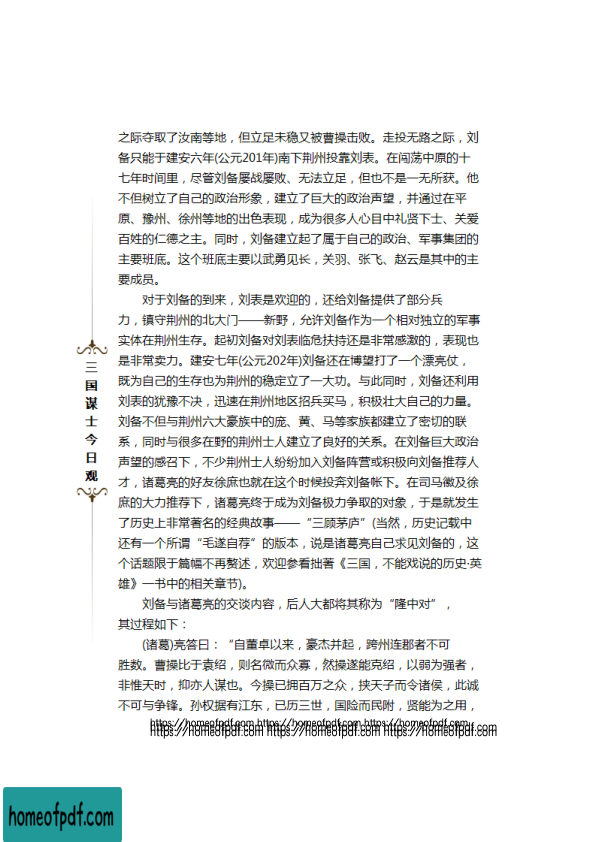 之际夺取了汝南等地，但立足未稳又被曹操击败。走投无路之际，刘
备只能于建安六年(公元201年)南下荆州投靠刘表。在闯荡中原的十
七年时间里，尽管刘备屡战屡败、无法立足，但也不是一无所获。他
不但树立了自己的政治形象，建立了巨大的政治声望，并通过在平
原、豫州、徐州等地的出色表现，成为很多人心目中礼贤下士、关爱
百姓的仁德之主。同时，刘备建立起了属于自己的政治、军事集团的
主要班底。这个班底主要以武勇见长，关羽、张飞、赵云是其中的主
要成员。
对于刘备的到来，刘表是欢迎的，还给刘备提供了部分兵
力，镇守荆州的北大门——新野，允许刘备作为一个相对独立的军事
实体在荆州生存。起初刘备对刘表临危扶持还是非常感激的，表现也
是非常卖力。建安七年(公元202年)刘备还在博望打了一个漂亮仗，
既为自己的生存也为荆州的稳定立了一大功。与此同时，刘备还利用
刘表的犹豫不决，迅速在荆州地区招兵买马，积极壮大自己的力量。
刘备不但与荆州六大豪族中的庞、黄、马等家族都建立了密切的联
系，同时与很多在野的荆州士人建立了良好的关系。在刘备巨大政治
声望的感召下，不少荆州士人纷纷加入刘备阵营或积极向刘备推荐人
才，诸葛亮的好友徐庶也就在这个时候投奔刘备帐下。在司马徽及徐
庶的大力推荐下，诸葛亮终于成为刘备极力争取的对象，于是就发生
了历史上非常著名的经典故事——“三顾茅庐”(当然，历史记载中
还有一个所谓“毛遂自荐”的版本，说是诸葛亮自己求见刘备的，这
个话题限于篇幅不再赘述，欢迎参看拙著《三国，不能戏说的历史·英
雄》一书中的相关章节)。
刘备与诸葛亮的交谈内容，后人大都将其称为“隆中对”，
其过程如下：
(诸葛)亮答曰：“自董卓以来，豪杰并起，跨州连郡者不可
胜数。曹操比于袁绍，则名微而众寡，然操遂能克绍，以弱为强者，
非惟天时，抑亦人谋也。今操已拥百万之众，挟天子而令诸侯，此诚
不可与争锋。孙权据有江东，已历三世，国险而民附，贤能为之用，
三国谋士今日观
https://homeofpdf.com https://homeofpdf.com https://homeofpdf.com
https://homeofpdf.com https://homeofpdf.com https://homeofpdf.com
homeofpdf.com